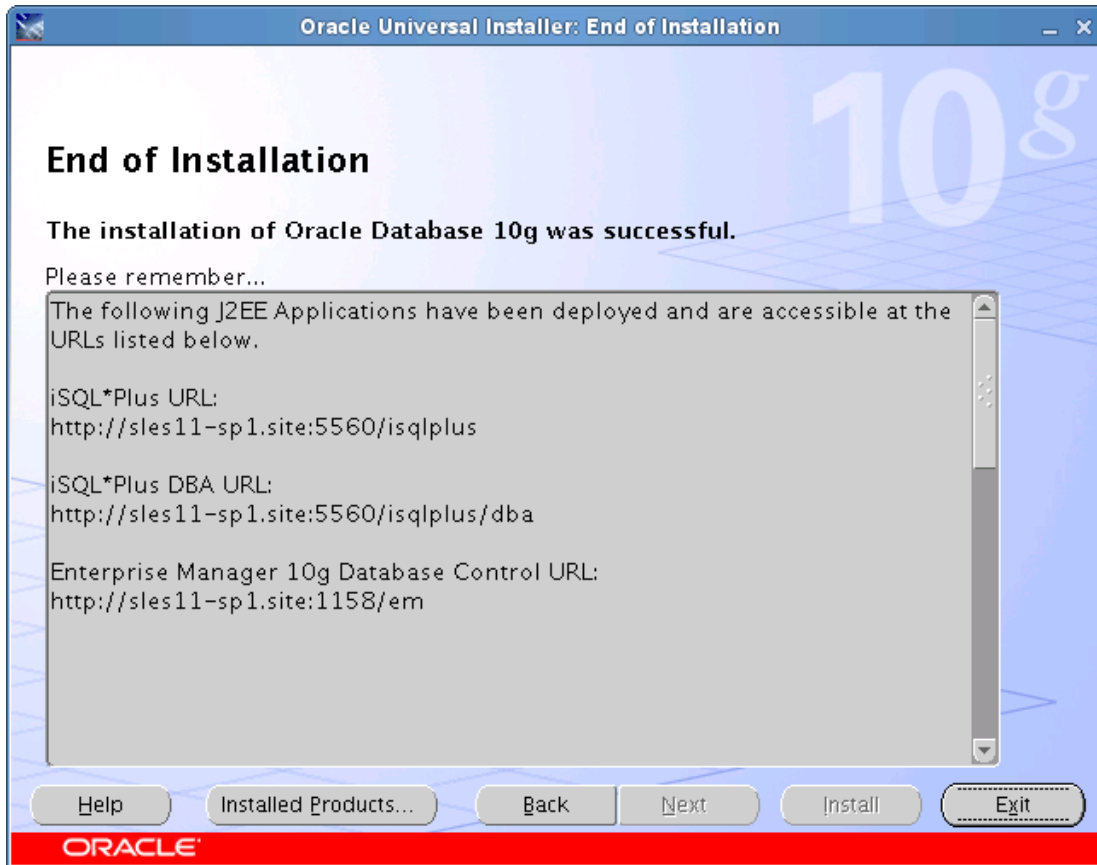 Oracle Universal Installer: End of Installation
10g
End of Installation
The installation of Oracle Database 10g was successful.
Please remember...
The following J2EE Applications have been deployed and are accessible at the
URLs listed below.
iSQL*Plus URL:
http://sles11-sp1.site:5560/isqlplus
iSQL*Plus DBA URL:
http://sles11-sp1.site:5560/isqlplus/dba
Enterprise Manager 10g Database Control URL:
http://sles11-sp1.site:1158/em
Help Installed Products... Back Next Install Exit
ORACLE